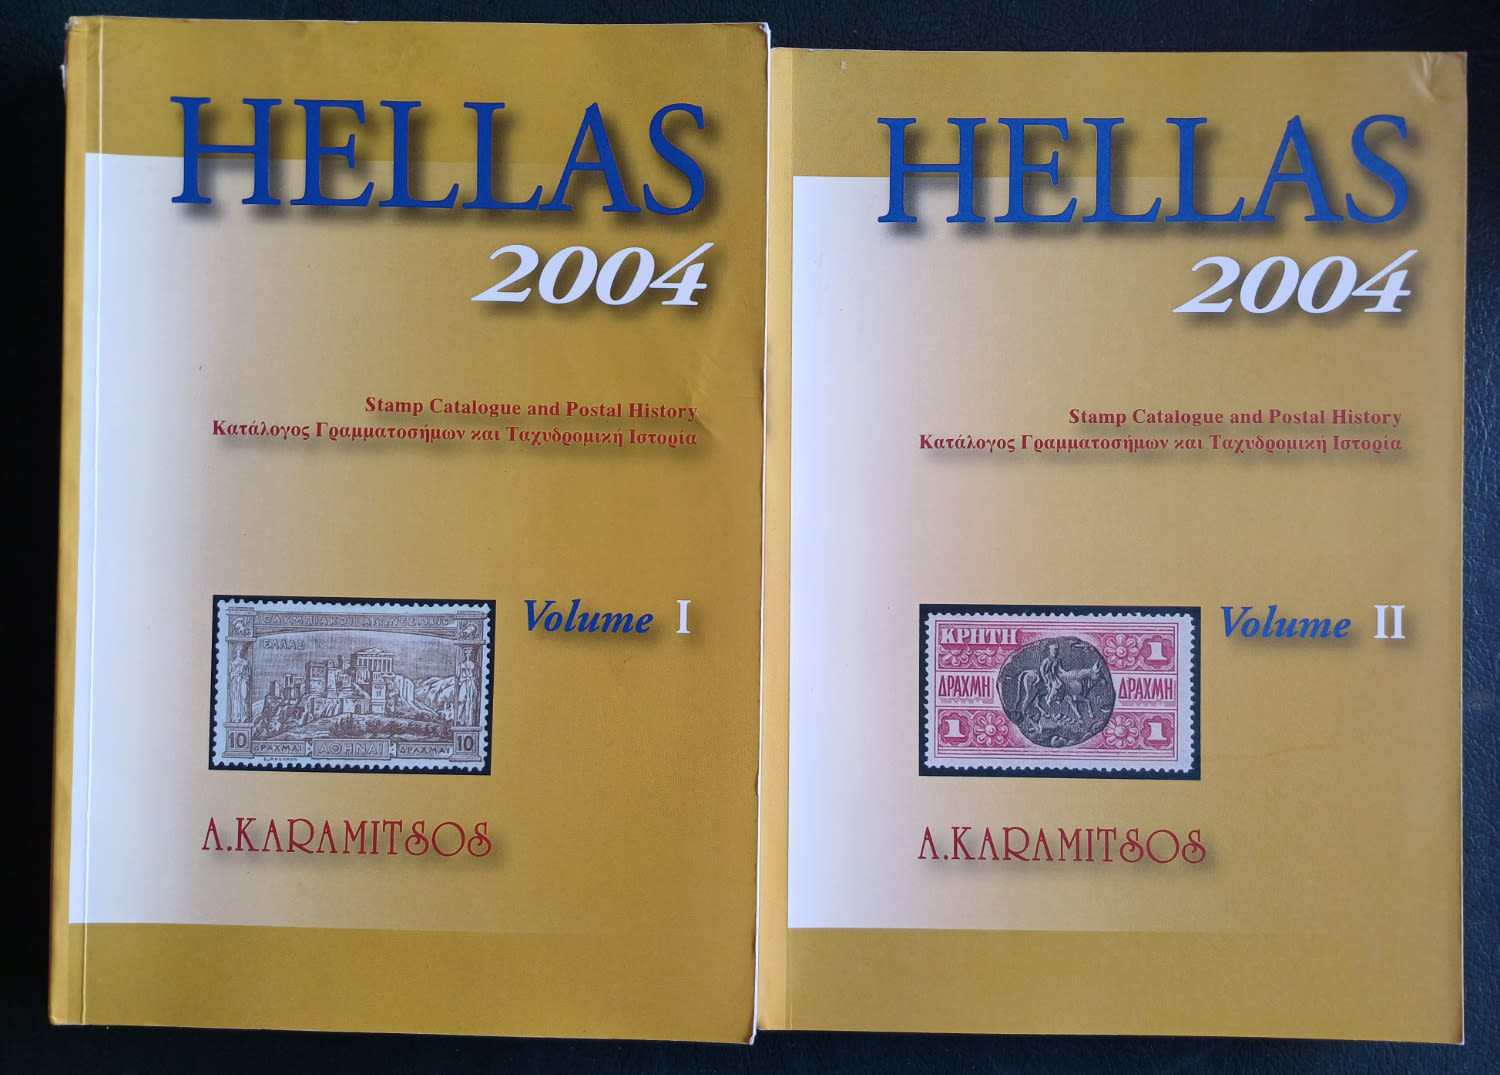 HELLAS
2004
Stamp Catalogue and Postal History
Κατάλογος Γραμματοσήμων και Ταχυδρομική Ιστορία
Volume I
ΟΛΥΜΠΙΑΚΟΙ ΑΓΩΝΕΣ 1896
ΕΛΛΑΣ
10 ΔΡΑΧΜΑΙ ΑΘΗΝΑΙ ΔΡΑΧΜΑΙ 10
A.KARAMITSOS
HELLAS
2004
Stamp Catalogue and Postal History
Κατάλογος Γραμματοσήμων και Ταχυδρομική Ιστορία
Volume II
ΚΡΗΤΗ 1
ΔΡΑΧΜΗ ΔΡΑΧΜΗ
1 1
A.KARAMITSOS